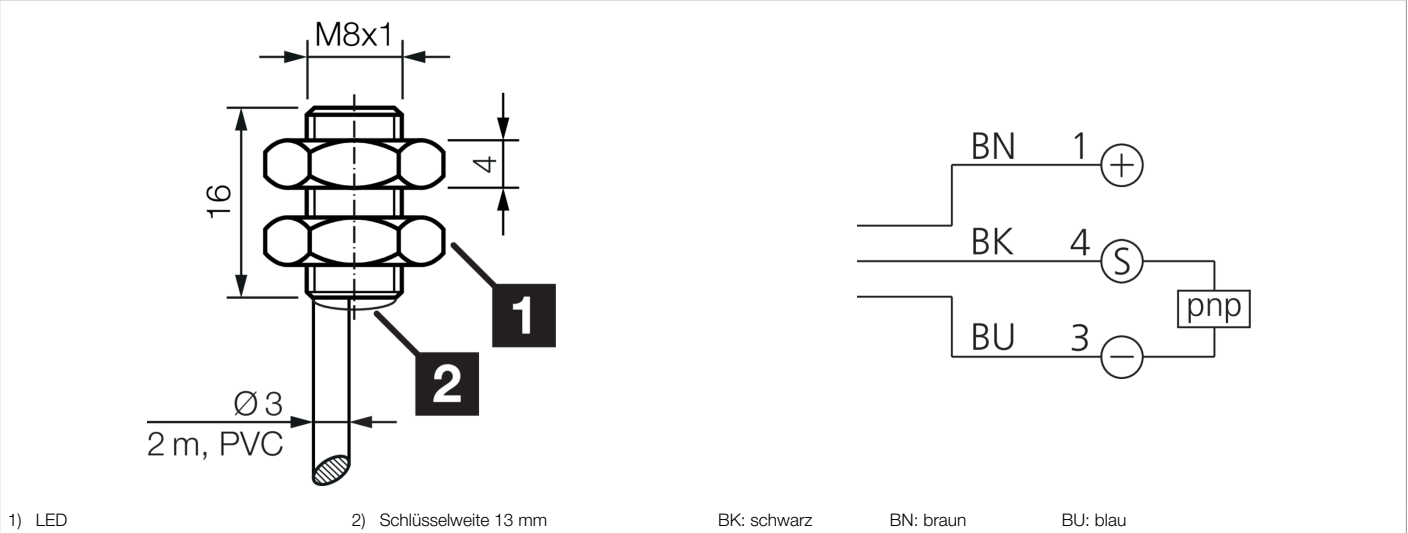 M8x1
16
4
1
2
Ø 3
2 m, PVC
BN 1 +
BK 4 S
pnp
BU 3 −
1) LED 2) Schlüsselweite 13 mm BK: schwarz BN: braun BU: blau